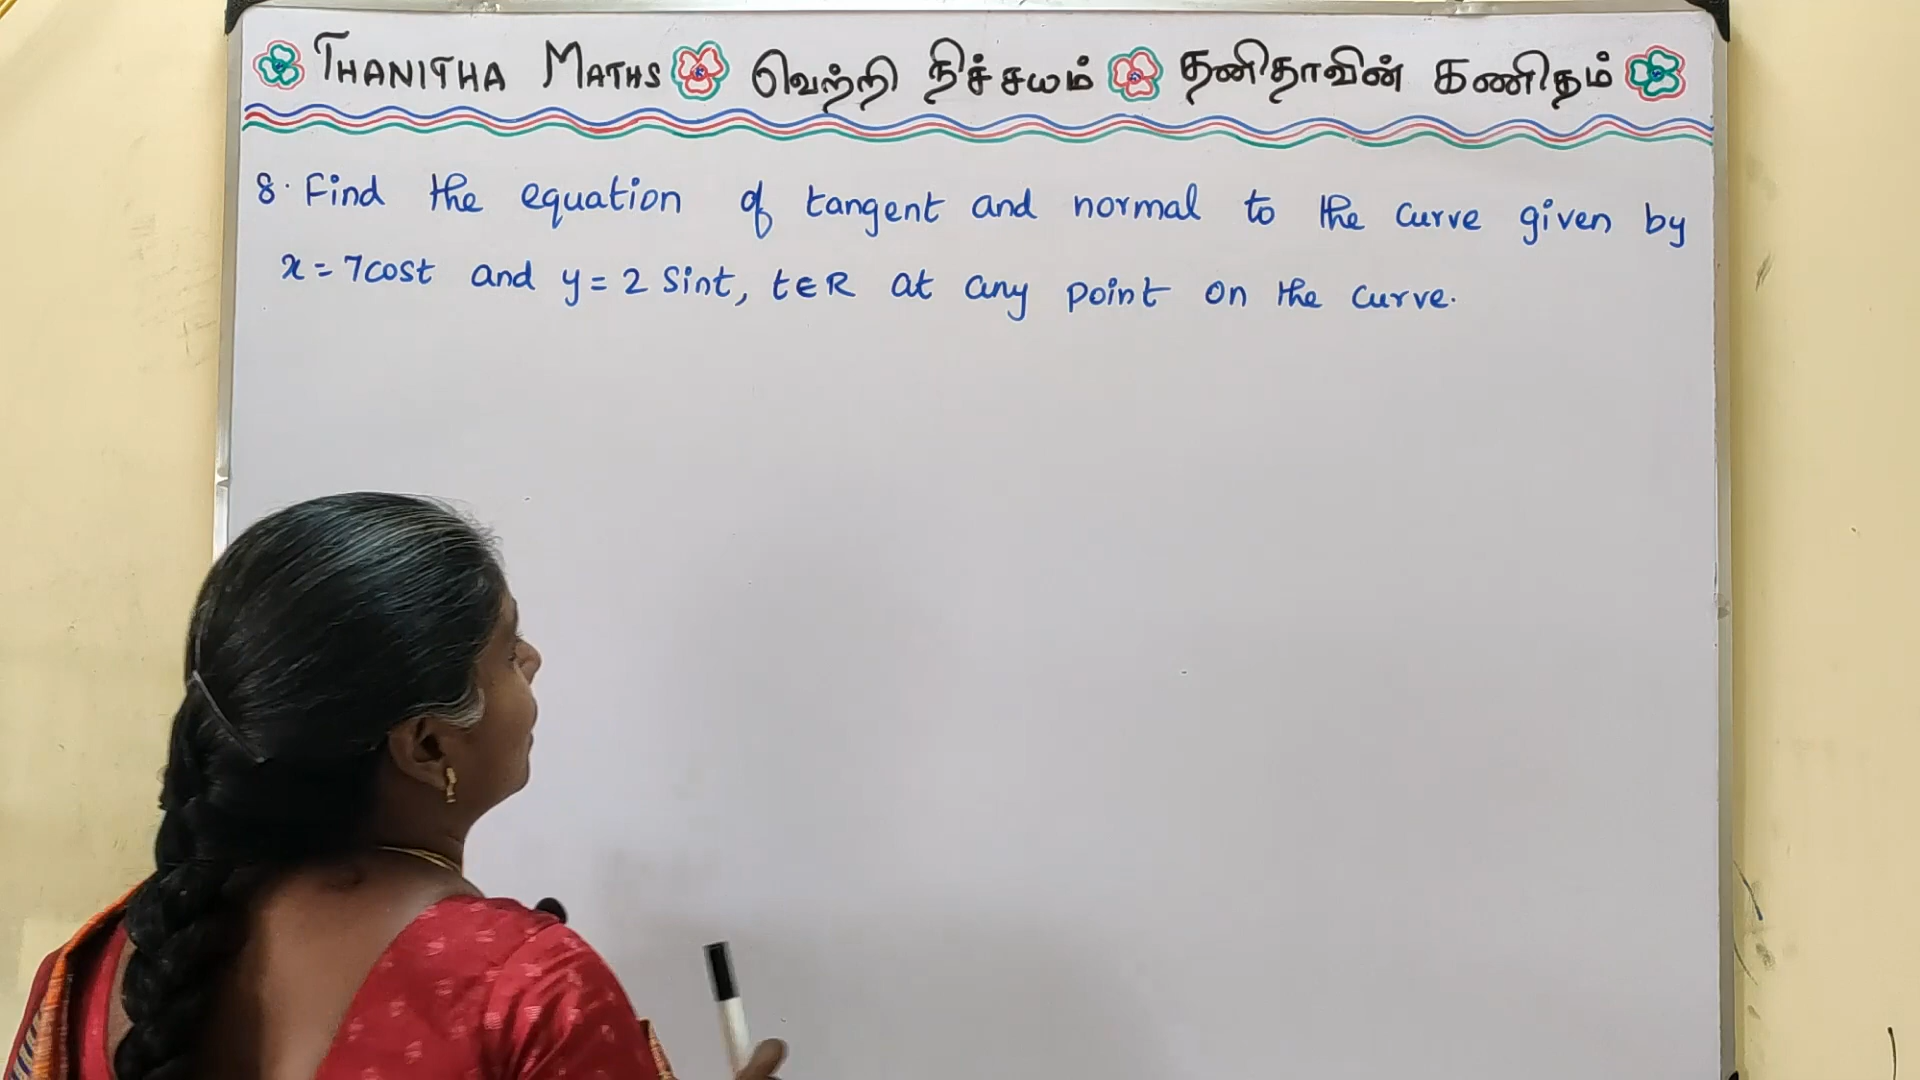 THANITHA MATHS வெற்றி நிச்சயம் தனிதாவின் கணிதம்
8. Find the equation of tangent and normal to the curve given by
x = 7cost and y = 2 Sint, t∈R at any point on the curve.